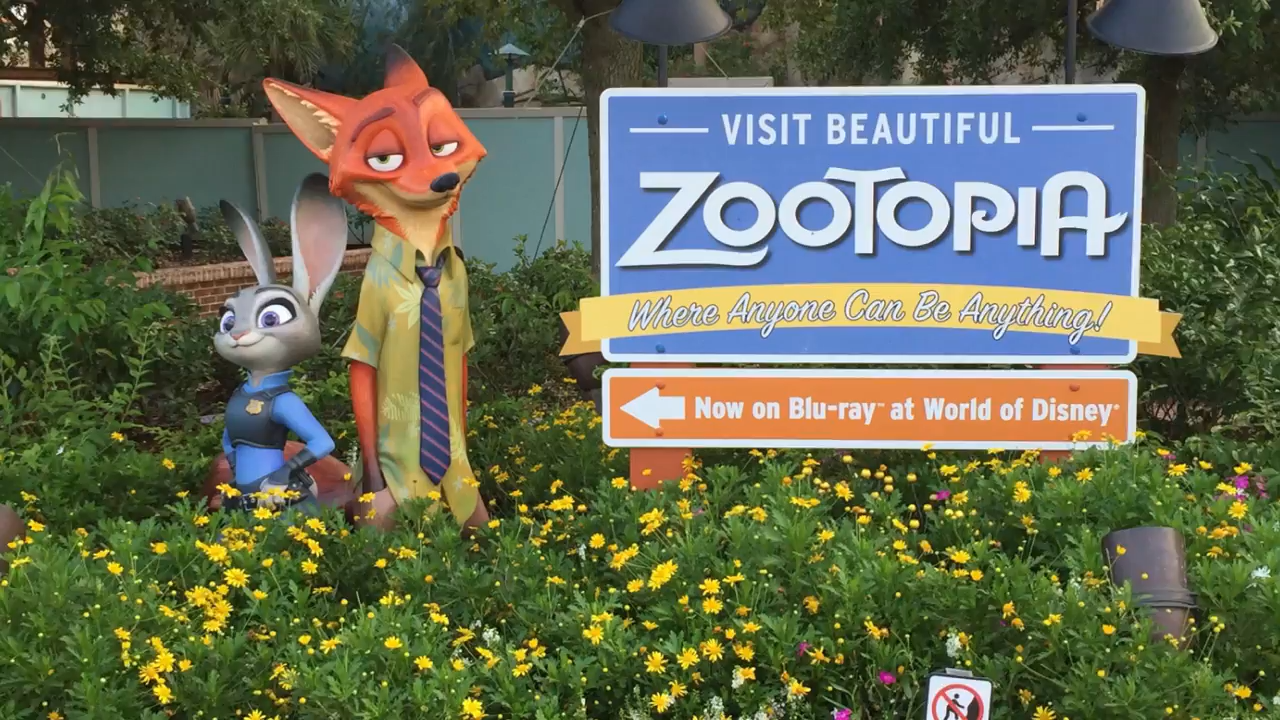 VISIT BEAUTIFUL
ZOOTOPIA
Where Anyone Can Be Anything!
Now on Blu-ray™ at World of Disney®